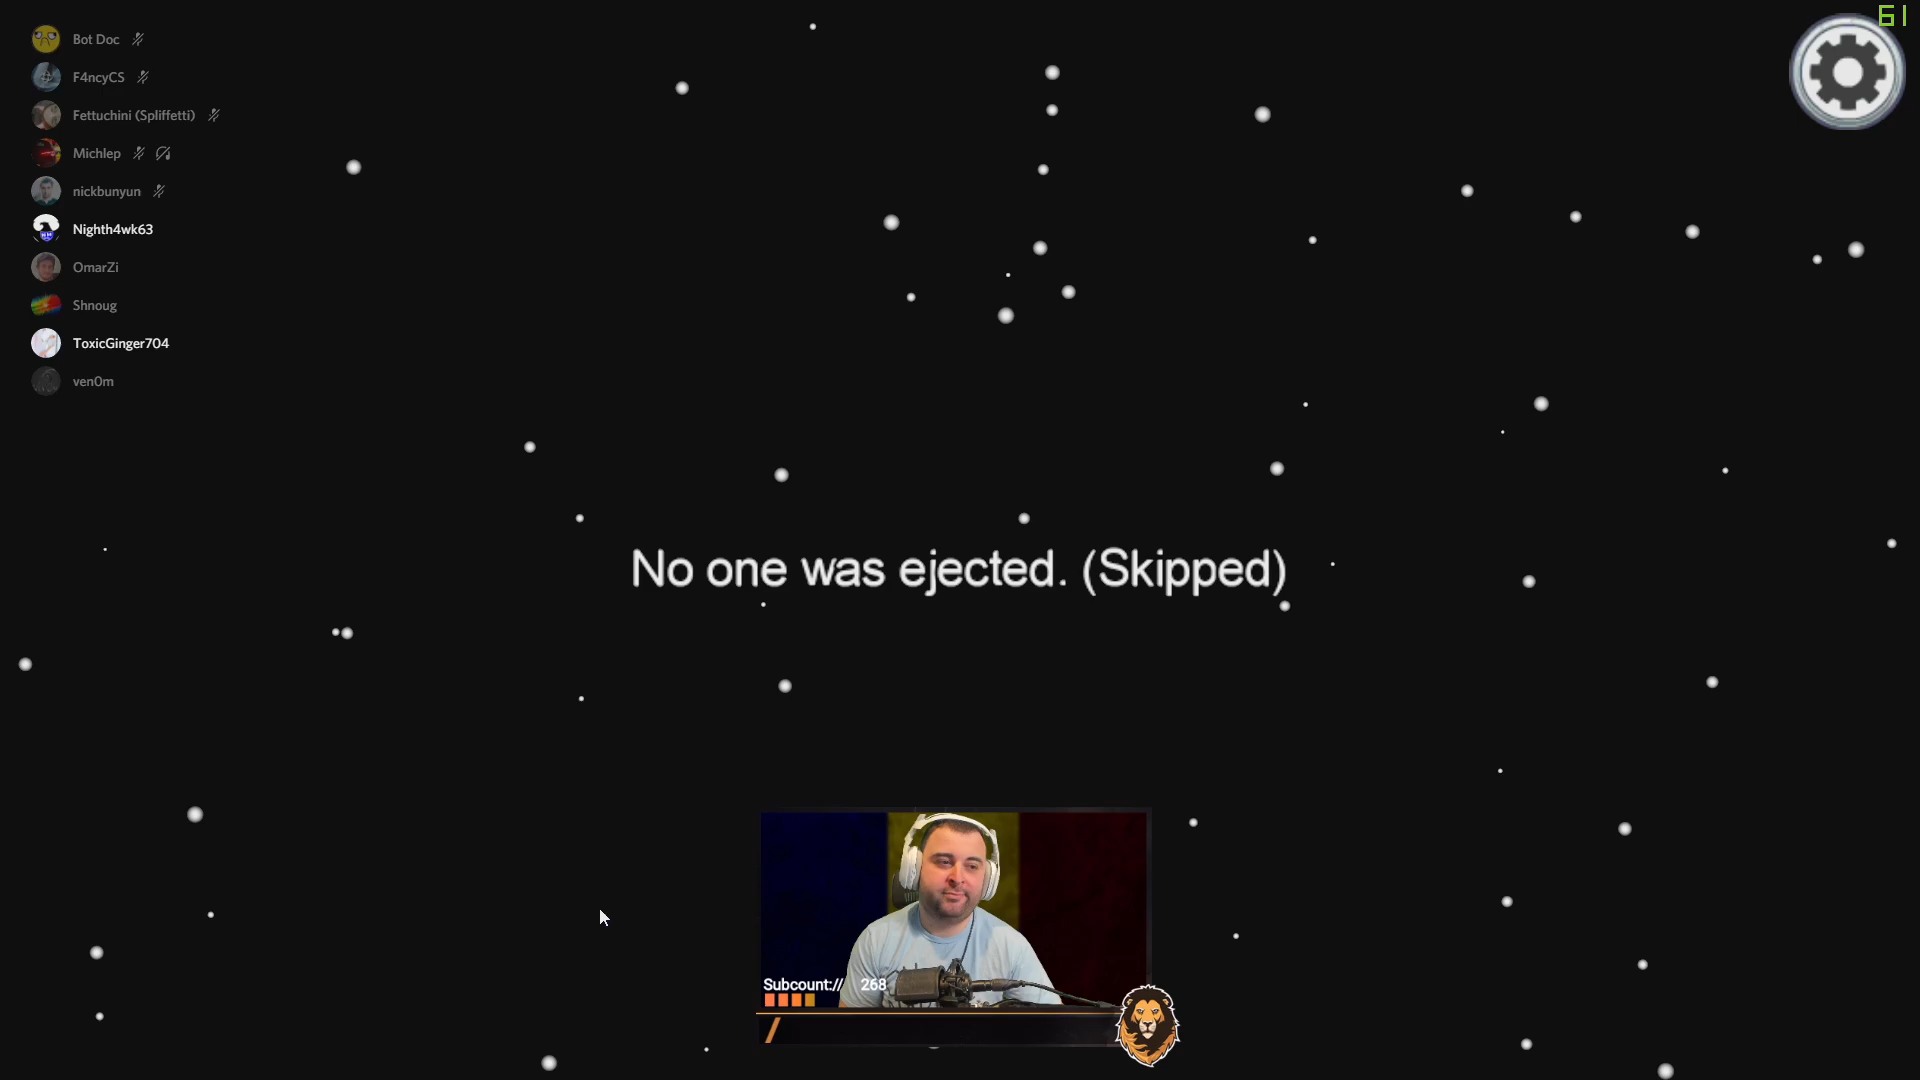 61
Bot Doc
F4ncyCS
Fettuchini (Spliffetti)
Michlep
nickbunyun
Nighth4wk63
OmarZi
Shnoug
ToxicGinger704
ven0m
No one was ejected. (Skipped)
Subcount:// 268